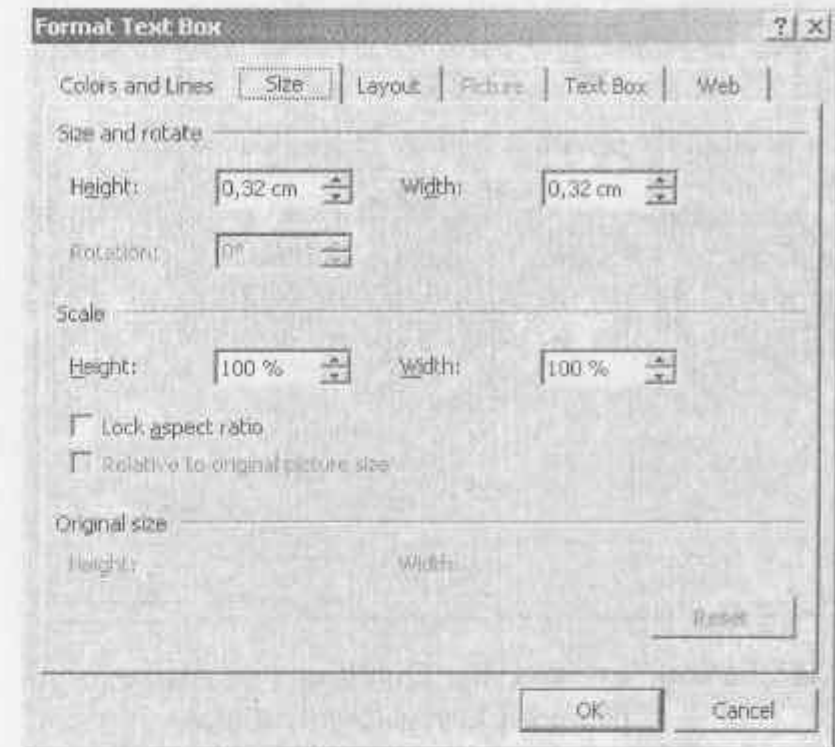 Format Text Box ? X
Colors and Lines Size Layout Picture Text Box Web
Size and rotate
Height: 0,32 cm Width: 0,32 cm
Rotation: 0°
Scale
Height: 100 % Width: 100 %
Lock aspect ratio
Relative to original picture size
Original size
Height: Width:
Reset
OK Cancel